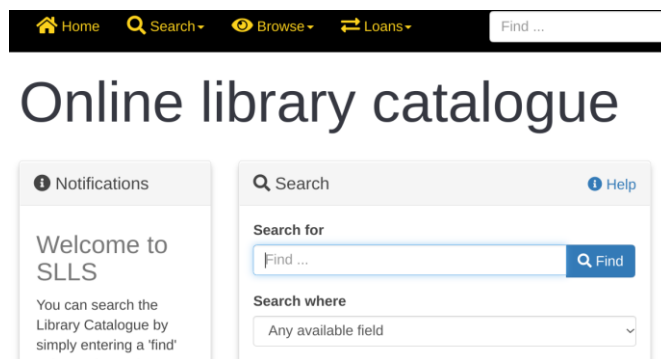 Home Search Browse Loans Find ...
Online library catalogue
Notifications
Welcome to
SLLS
You can search the
Library Catalogue by
simply entering a 'find'
Search Help
Search for
Find ... Find
Search where
Any available field